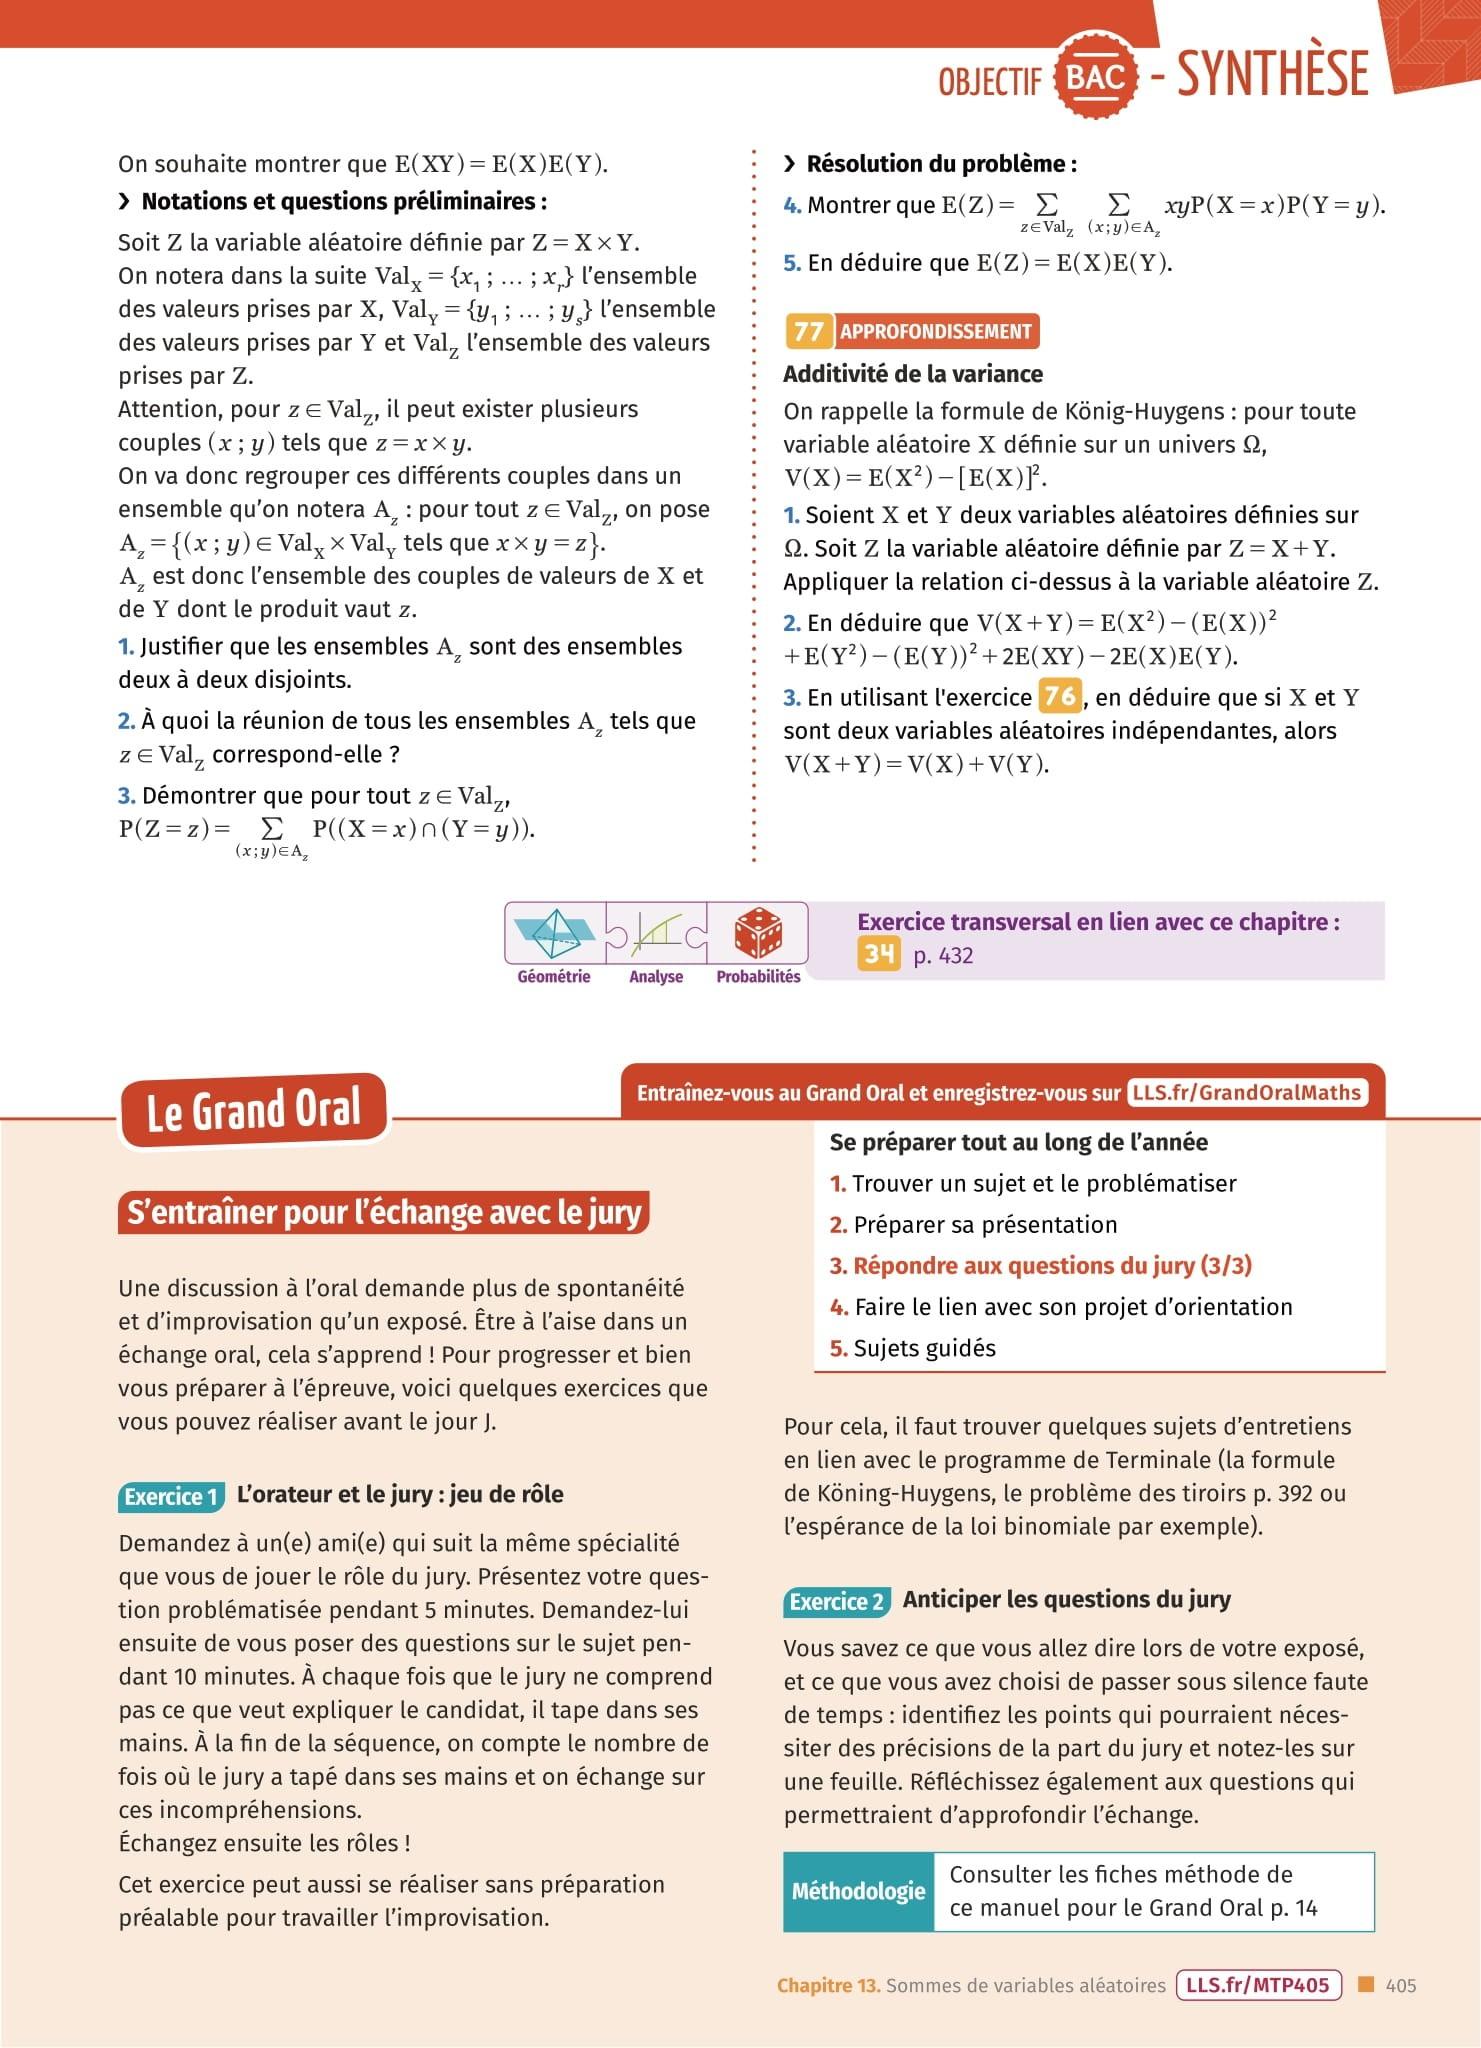 OBJECTIF BAC - SYNTHÈSE
On souhaite montrer que E(XY) = E(X)E(Y).
❯ Notations et questions préliminaires :
Soit Z la variable aléatoire définie par Z = X × Y.
On notera dans la suite Val_X = {x_1 ; … ; x_r} l’ensemble
des valeurs prises par X, Val_Y = {y_1 ; … ; y_s} l’ensemble
des valeurs prises par Y et Val_Z l’ensemble des valeurs
prises par Z.
Attention, pour z ∈ Val_Z, il peut exister plusieurs
couples (x ; y) tels que z = x × y.
On va donc regrouper ces différents couples dans un
ensemble qu’on notera A_z : pour tout z ∈ Val_Z, on pose
A_z = {(x ; y) ∈ Val_X × Val_Y tels que x × y = z}.
A_z est donc l’ensemble des couples de valeurs de X et
de Y dont le produit vaut z.
1. Justifier que les ensembles A_z sont des ensembles
deux à deux disjoints.
2. À quoi la réunion de tous les ensembles A_z tels que
z ∈ Val_Z correspond-elle ?
3. Démontrer que pour tout z ∈ Val_Z,
P(Z = z) = ∑ P((X = x) ∩ (Y = y)).
(x ; y) ∈ A_z
❯ Résolution du problème :
4. Montrer que E(Z) = ∑ ∑ xyP(X = x)P(Y = y).
z ∈ Val_Z (x ; y) ∈ A_z
5. En déduire que E(Z) = E(X)E(Y).
77 APPROFONDISSEMENT
Additivité de la variance
On rappelle la formule de König-Huygens : pour toute
variable aléatoire X définie sur un univers Ω,
V(X) = E(X²) − [E(X)]².
1. Soient X et Y deux variables aléatoires définies sur
Ω. Soit Z la variable aléatoire définie par Z = X + Y.
Appliquer la relation ci-dessus à la variable aléatoire Z.
2. En déduire que V(X + Y) = E(X²) − (E(X))²
+ E(Y²) − (E(Y))² + 2E(XY) − 2E(X)E(Y).
3. En utilisant l'exercice 76, en déduire que si X et Y
sont deux variables aléatoires indépendantes, alors
V(X + Y) = V(X) + V(Y).
Géométrie Analyse Probabilités
Exercice transversal en lien avec ce chapitre :
34 p. 432
Le Grand Oral
Entraînez-vous au Grand Oral et enregistrez-vous sur LLS.fr/GrandOralMaths
Se préparer tout au long de l’année
1. Trouver un sujet et le problématiser
2. Préparer sa présentation
3. Répondre aux questions du jury (3/3)
4. Faire le lien avec son projet d’orientation
5. Sujets guidés
S’entraîner pour l’échange avec le jury
Une discussion à l’oral demande plus de spontanéité
et d’improvisation qu’un exposé. Être à l’aise dans un
échange oral, cela s’apprend ! Pour progresser et bien
vous préparer à l’épreuve, voici quelques exercices que
vous pouvez réaliser avant le jour J.
Exercice 1 L’orateur et le jury : jeu de rôle
Demandez à un(e) ami(e) qui suit la même spécialité
que vous de jouer le rôle du jury. Présentez votre ques-
tion problématisée pendant 5 minutes. Demandez-lui
ensuite de vous poser des questions sur le sujet pen-
dant 10 minutes. À chaque fois que le jury ne comprend
pas ce que veut expliquer le candidat, il tape dans ses
mains. À la fin de la séquence, on compte le nombre de
fois où le jury a tapé dans ses mains et on échange sur
ces incompréhensions.
Échangez ensuite les rôles !
Cet exercice peut aussi se réaliser sans préparation
préalable pour travailler l’improvisation.
Pour cela, il faut trouver quelques sujets d’entretiens
en lien avec le programme de Terminale (la formule
de Köning-Huygens, le problème des tiroirs p. 392 ou
l’espérance de la loi binomiale par exemple).
Exercice 2 Anticiper les questions du jury
Vous savez ce que vous allez dire lors de votre exposé,
et ce que vous avez choisi de passer sous silence faute
de temps : identifiez les points qui pourraient néces-
siter des précisions de la part du jury et notez-les sur
une feuille. Réfléchissez également aux questions qui
permettraient d’approfondir l’échange.
Méthodologie
Consulter les fiches méthode de
ce manuel pour le Grand Oral p. 14
Chapitre 13. Sommes de variables aléatoires LLS.fr/MTP405 405